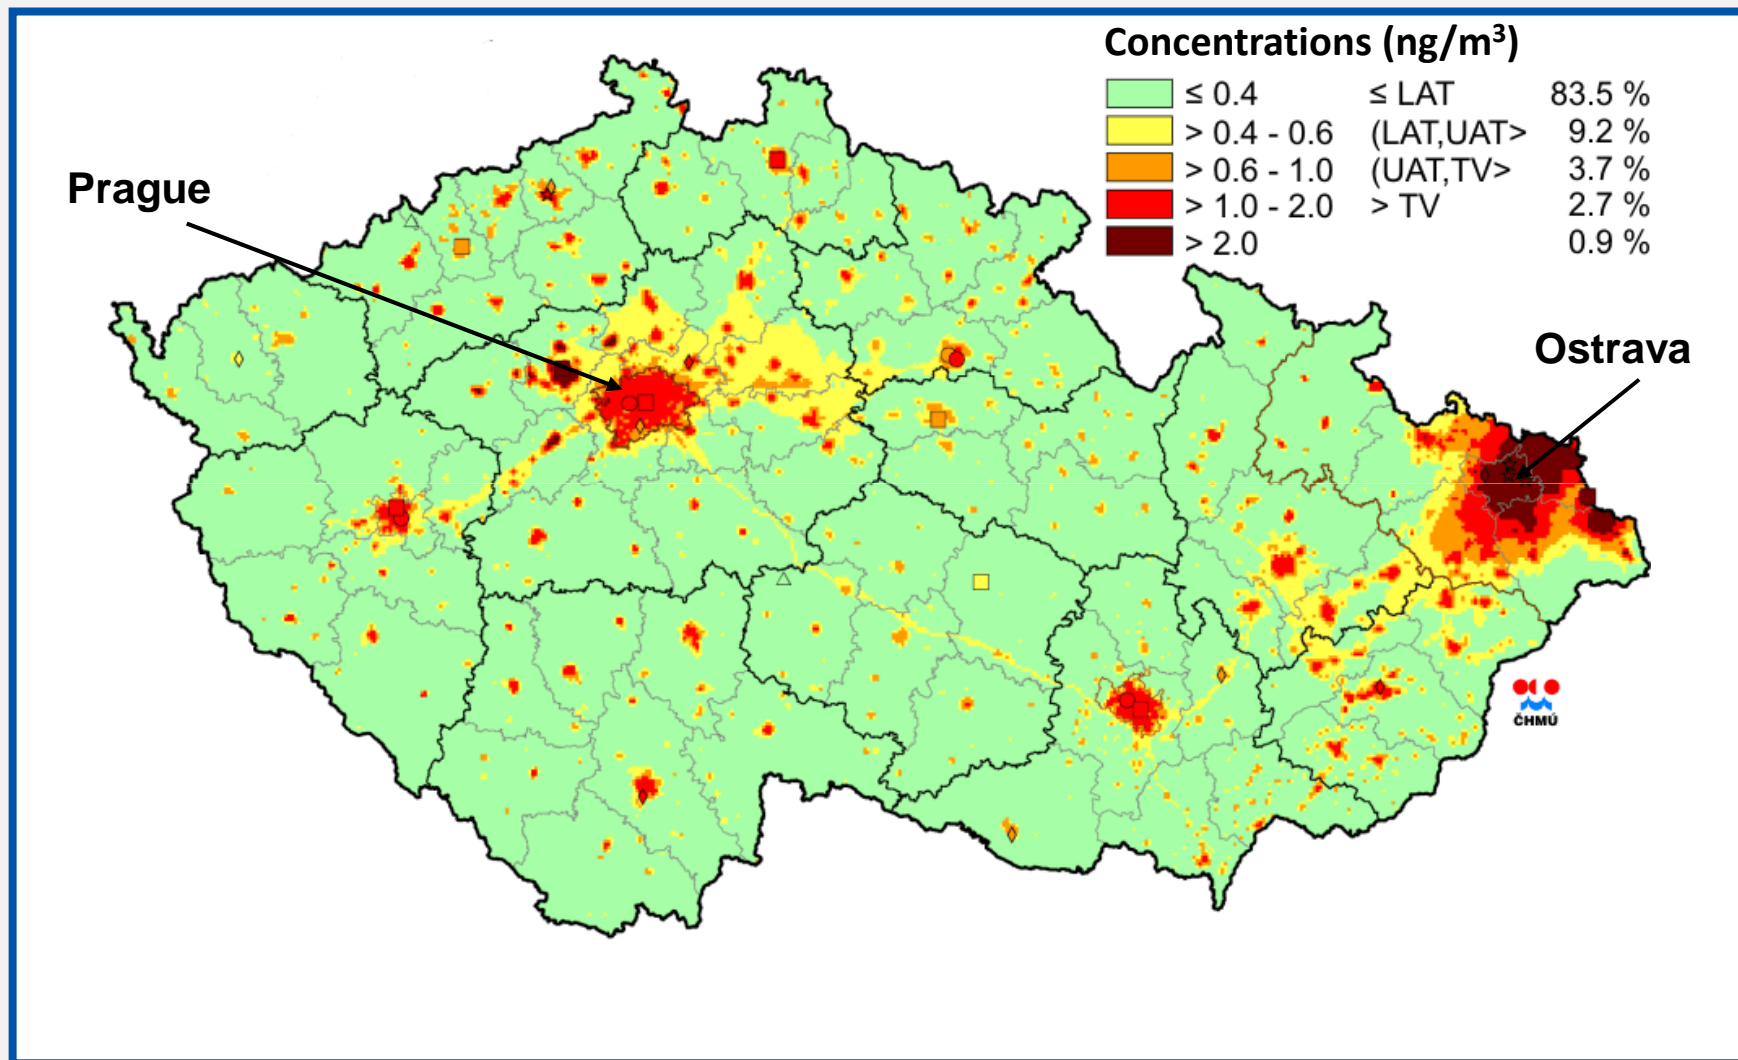 Concentrations (ng/m³)
≤ 0.4 ≤ LAT 83.5 %
> 0.4 - 0.6 (LAT,UAT> 9.2 %
> 0.6 - 1.0 (UAT,TV> 3.7 %
> 1.0 - 2.0 > TV 2.7 %
> 2.0 0.9 %
Prague
Ostrava
ČHMÚ